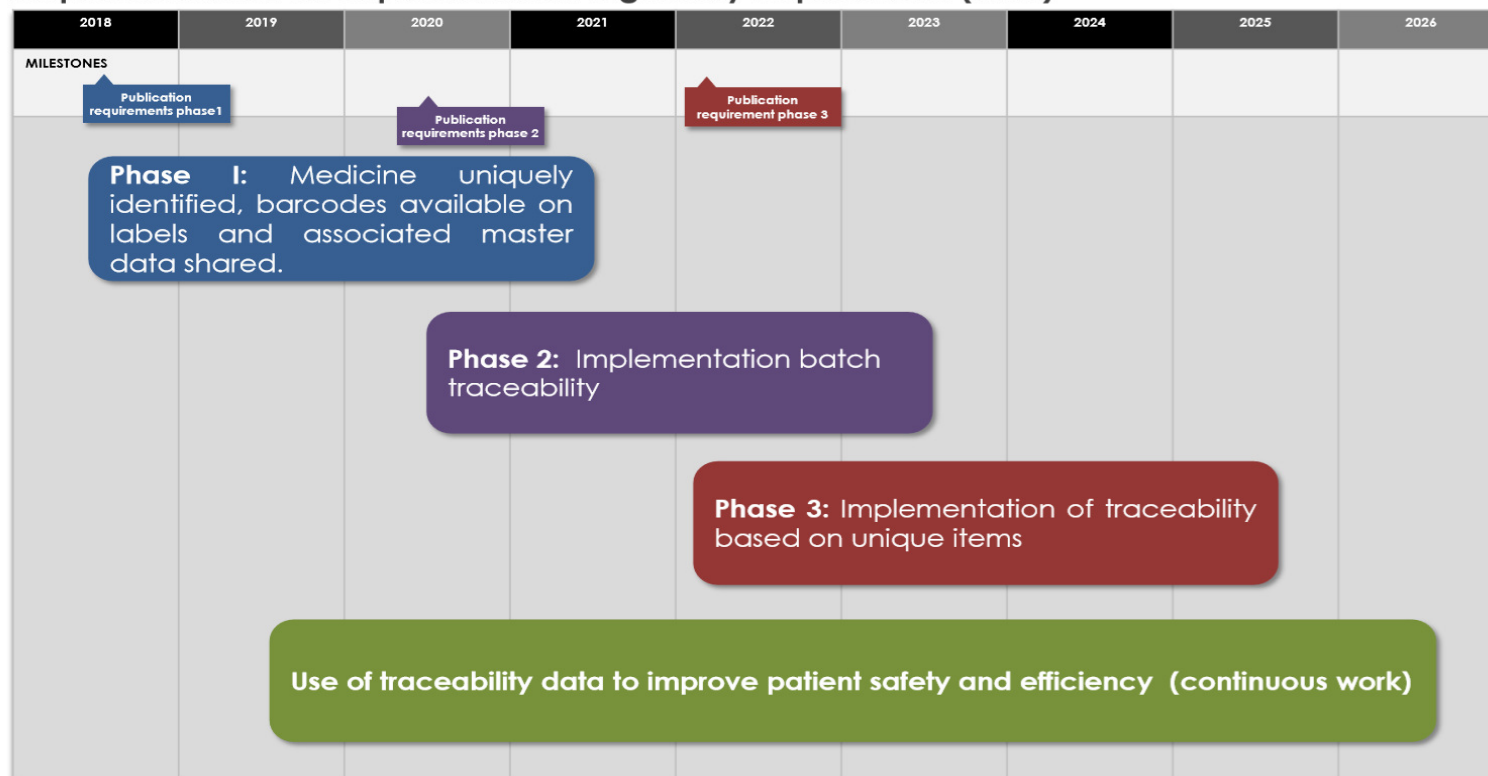 2018 2019 2020 2021 2022 2023 2024 2025 2026
MILESTONES
Publication
requirements phase1
Publication
requirements phase 2
Publication
requirement phase 3
Phase I: Medicine uniquely
identified, barcodes available on
labels and associated master
data shared.
Phase 2: Implementation batch
traceability
Phase 3: Implementation of traceability
based on unique items
Use of traceability data to improve patient safety and efficiency (continuous work)